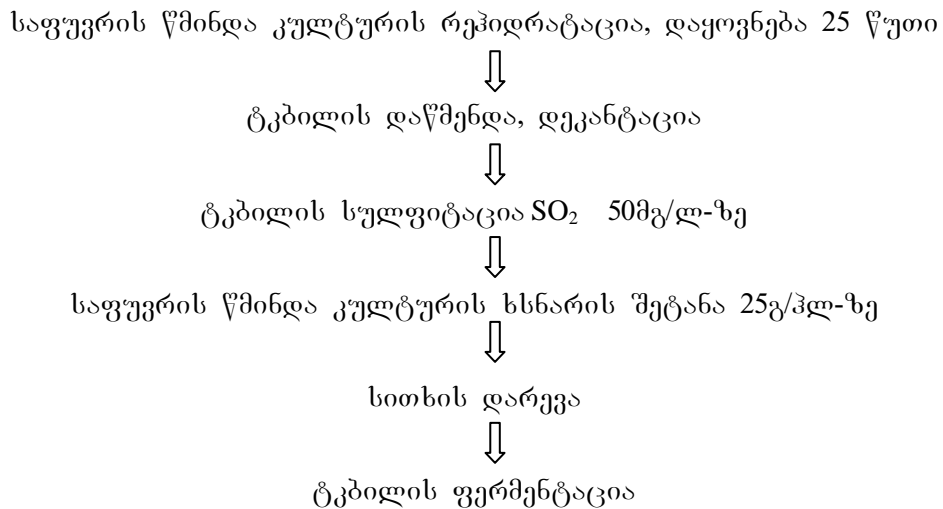 საფუვრის წმინდა კულტურის რეჰიდრატაცია, დაყოვნება 25 წუთი
ტკბილის დაწმენდა, დეკანტაცია
ტკბილის სულფიტაცია SO₂ 50მგ/ლ-ზე
საფუვრის წმინდა კულტურის ხსნარის შეტანა 25გ/ჰლ-ზე
სითხის დარევა
ტკბილის ფერმენტაცია